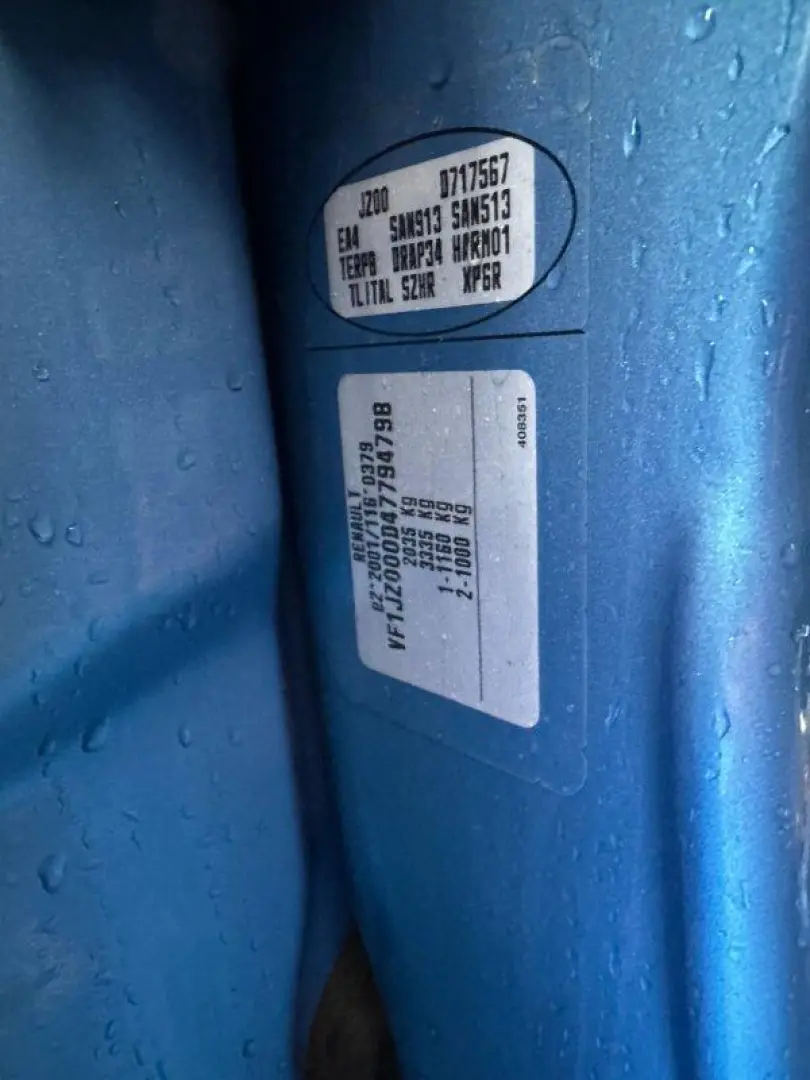 JZ00 D717567
EA4 SAN913 SAN513
TERPB DRAP34 HARM01
TLITAL SZHR XP6R
RENAULT
e2*2001/116*0379
VF1JZ000D47794798
2035 Kg
3335 Kg
1-1160 Kg
2-1000 Kg
408351